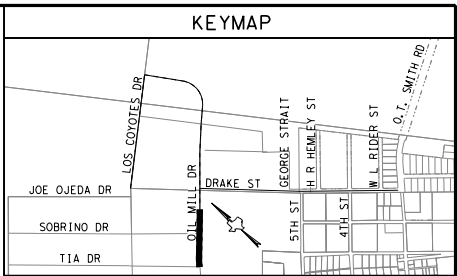 KEYMAP
LOS COYOTES DR
OIL MILL DR
GEORGE STRAIT
H R HEMLEY ST
W L RIDER ST
O. T. SMITH RD
DRAKE ST
JOE OJEDA DR
SOBRINO DR
TIA DR
5TH ST
4TH ST